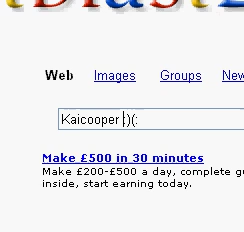 Web Images Groups New
Kaicooper :)(:
Make £500 in 30 minutes
Make £200-£500 a day, complete gu
inside, start earning today.